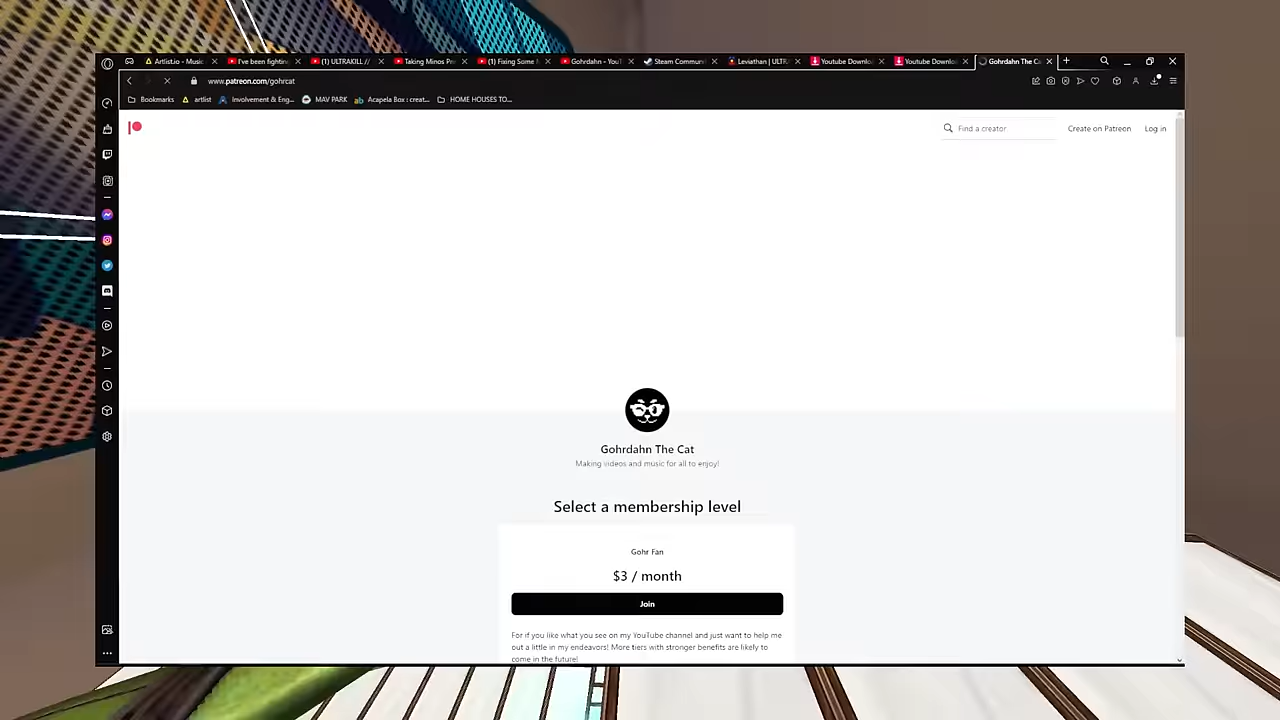 Artlist.io - Music
I've been fighting
(1) ULTRAKILL //
Taking Minos Pr
(1) Fixing Some
Gohrdahn - YouT
Steam Communi
Leviathan | ULTR
Youtube Downlo
Youtube Downlo
Gohrdahn The C
www.patreon.com/gohrcat
Bookmarks
artlist
Involvement & Eng...
MAV PARK
Acapela Box : creat...
HOME HOUSES TO...
Find a creator
Create on Patreon
Log in
Gohrdahn The Cat
Making videos and music for all to enjoy!
Select a membership level
Gohr Fan
$3 / month
Join
For if you like what you see on my YouTube channel and just want to help me
out a little in my endeavors! More tiers with stronger benefits are likely to
come in the future!